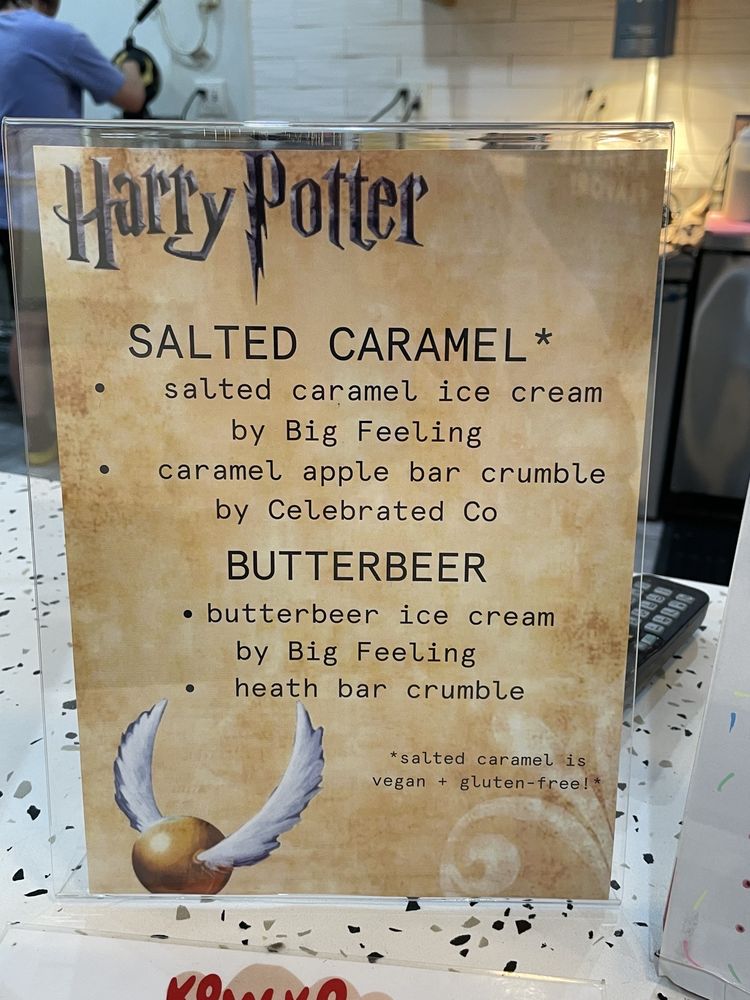 Harry Potter
SALTED CARAMEL*
• salted caramel ice cream
by Big Feeling
• caramel apple bar crumble
by Celebrated Co
BUTTERBEER
• butterbeer ice cream
by Big Feeling
• heath bar crumble
*salted caramel is
vegan + gluten-free!*